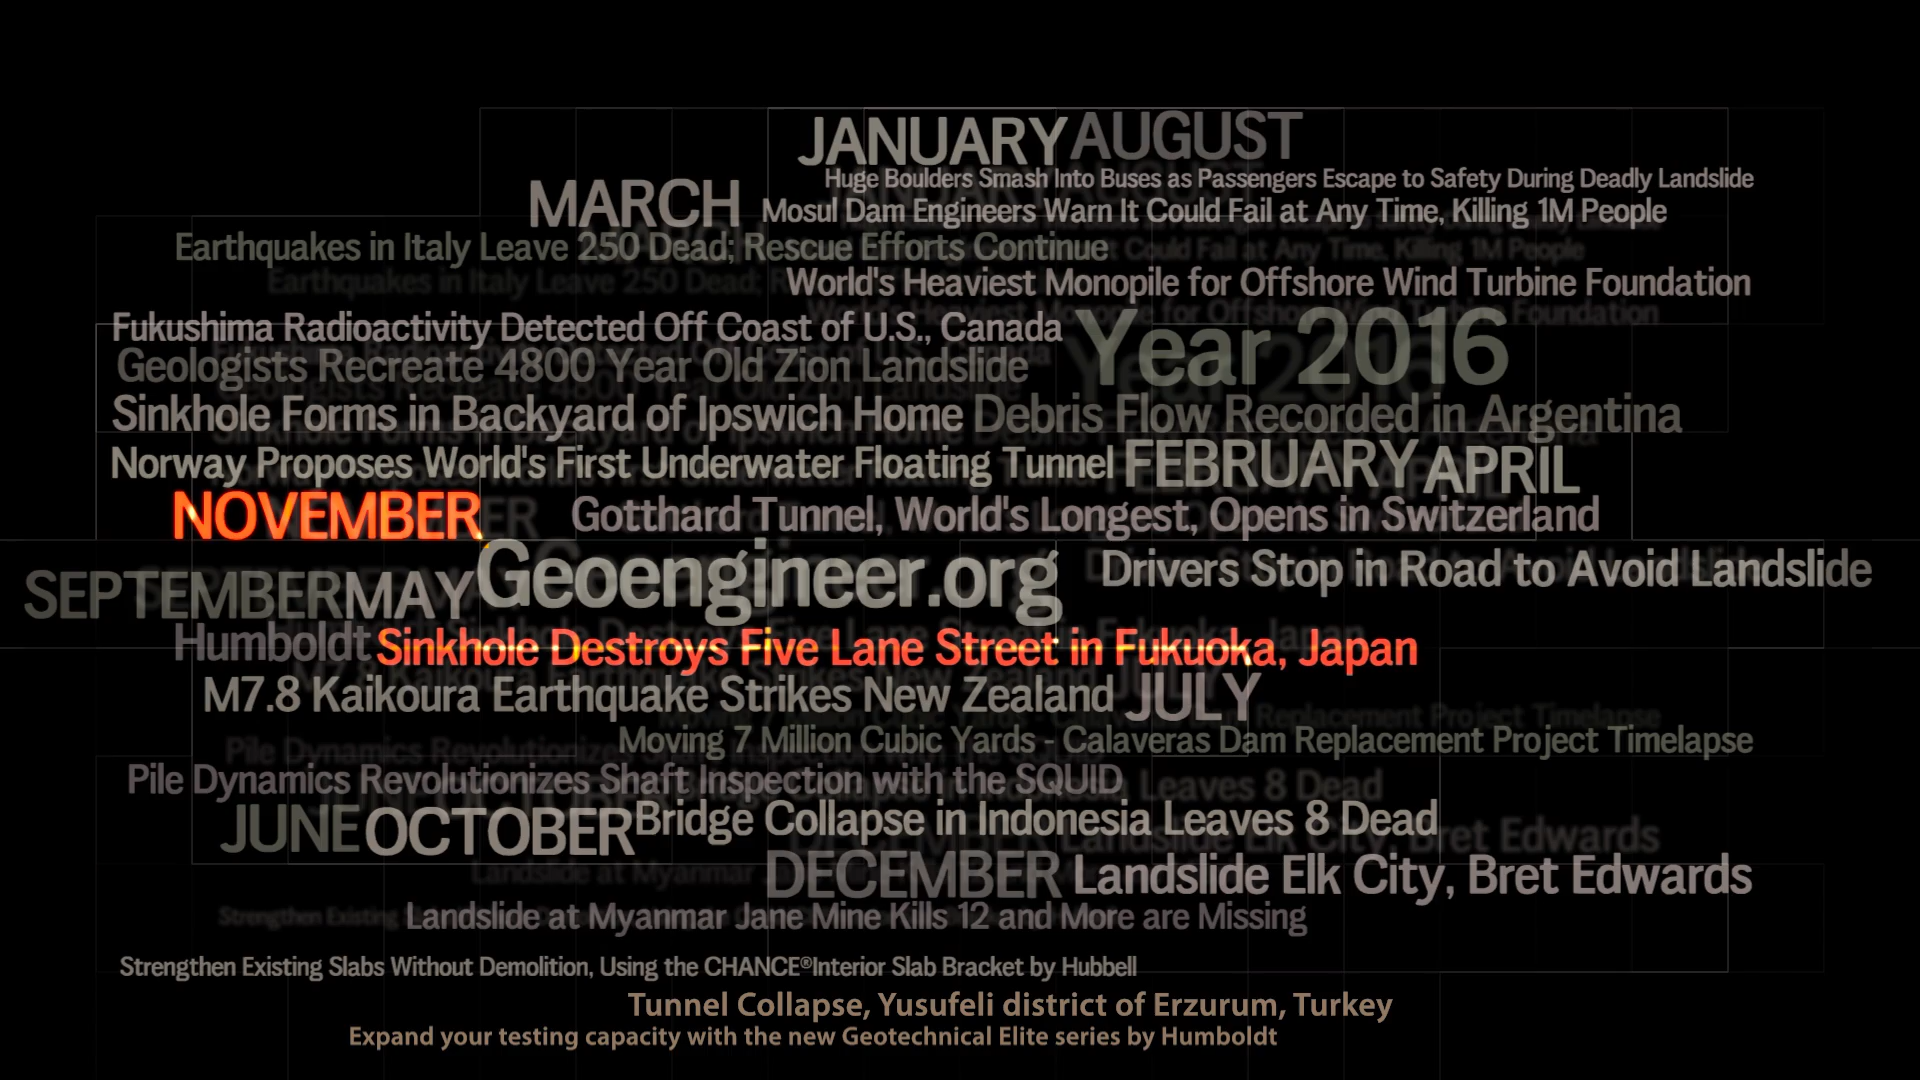 JANUARY AUGUST
Huge Boulders Smash Into Buses as Passengers Escape to Safety During Deadly Landslide
MARCH Mosul Dam Engineers Warn It Could Fail at Any Time, Killing 1M People
Earthquakes in Italy Leave 250 Dead; Rescue Efforts Continue
World's Heaviest Monopile for Offshore Wind Turbine Foundation
Fukushima Radioactivity Detected Off Coast of U.S., Canada Year 2016
Geologists Recreate 4800 Year Old Zion Landslide
Sinkhole Forms in Backyard of Ipswich Home Debris Flow Recorded in Argentina
Norway Proposes World's First Underwater Floating Tunnel FEBRUARY APRIL
NOVEMBER Gotthard Tunnel, World's Longest, Opens in Switzerland
SEPTEMBER MAY Geoengineer.org Drivers Stop in Road to Avoid Landslide
Humboldt Sinkhole Destroys Five Lane Street in Fukuoka, Japan
M7.8 Kaikoura Earthquake Strikes New Zealand JULY
Moving 7 Million Cubic Yards - Calaveras Dam Replacement Project Timelapse
Pile Dynamics Revolutionizes Shaft Inspection with the SQUID
JUNE OCTOBER Bridge Collapse in Indonesia Leaves 8 Dead
DECEMBER Landslide Elk City, Bret Edwards
Landslide at Myanmar Jane Mine Kills 12 and More are Missing
Strengthen Existing Slabs Without Demolition, Using the CHANCE®Interior Slab Bracket by Hubbell
Tunnel Collapse, Yusufeli district of Erzurum, Turkey
Expand your testing capacity with the new Geotechnical Elite series by Humboldt